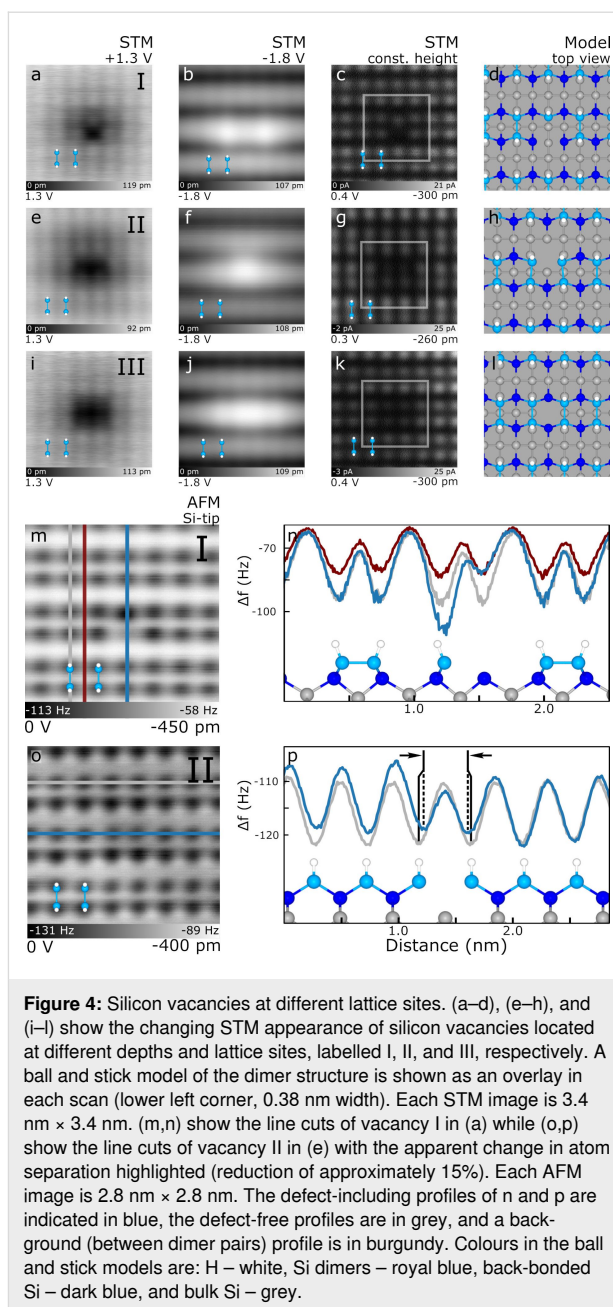 STM STM STM Model
+1.3 V -1.8 V const. height top view
a I b c d
0 pm 119 pm 0 pm 107 pm 0 pA 21 pA
1.3 V -1.8 V 0.4 V -300 pm
e II f g h
0 pm 92 pm 0 pm 108 pm -2 pA 25 pA
1.3 V -1.8 V 0.3 V -260 pm
i III j k l
0 pm 113 pm 0 pm 109 pm -3 pA 25 pA
1.3 V -1.8 V 0.4 V -300 pm
AFM
Si-tip
m I n
-70
Δf (Hz)
-100
1.0 2.0
-113 Hz -58 Hz
0 V -450 pm
o II p
-110
Δf (Hz)
-120
1.0 2.0
-131 Hz -89 Hz
0 V -400 pm Distance (nm)
Figure 4: Silicon vacancies at different lattice sites. (a–d), (e–h), and
(i–l) show the changing STM appearance of silicon vacancies located
at different depths and lattice sites, labelled I, II, and III, respectively. A
ball and stick model of the dimer structure is shown as an overlay in
each scan (lower left corner, 0.38 nm width). Each STM image is 3.4
nm × 3.4 nm. (m,n) show the line cuts of vacancy I in (a) while (o,p)
show the line cuts of vacancy II in (e) with the apparent change in atom
separation highlighted (reduction of approximately 15%). Each AFM
image is 2.8 nm × 2.8 nm. The defect-including profiles of n and p are
indicated in blue, the defect-free profiles are in grey, and a back-
ground (between dimer pairs) profile is in burgundy. Colours in the ball
and stick models are: H – white, Si dimers – royal blue, back-bonded
Si – dark blue, and bulk Si – grey.